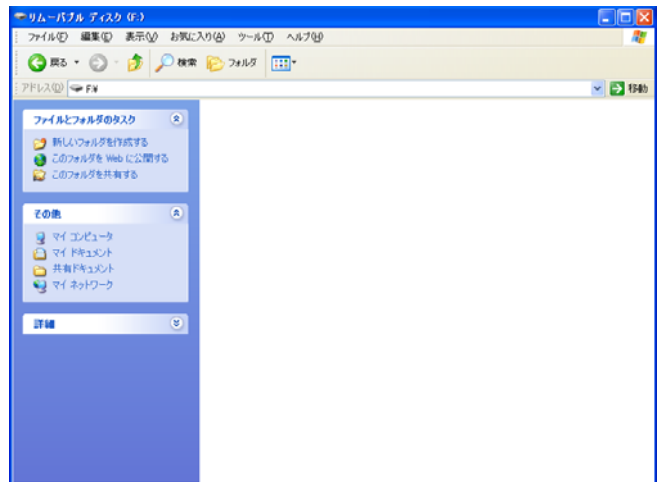 リムーバブル ディスク (F:)
ファイル(F) 編集(E) 表示(V) お気に入り(A) ツール(T) ヘルプ(H)
戻る 検索 フォルダ
アドレス(D) F:¥ 移動
ファイルとフォルダのタスク
新しいフォルダを作成する
このフォルダを Web に公開する
このフォルダを共有する
その他
マイ コンピュータ
マイ ドキュメント
共有ドキュメント
マイ ネットワーク
詳細